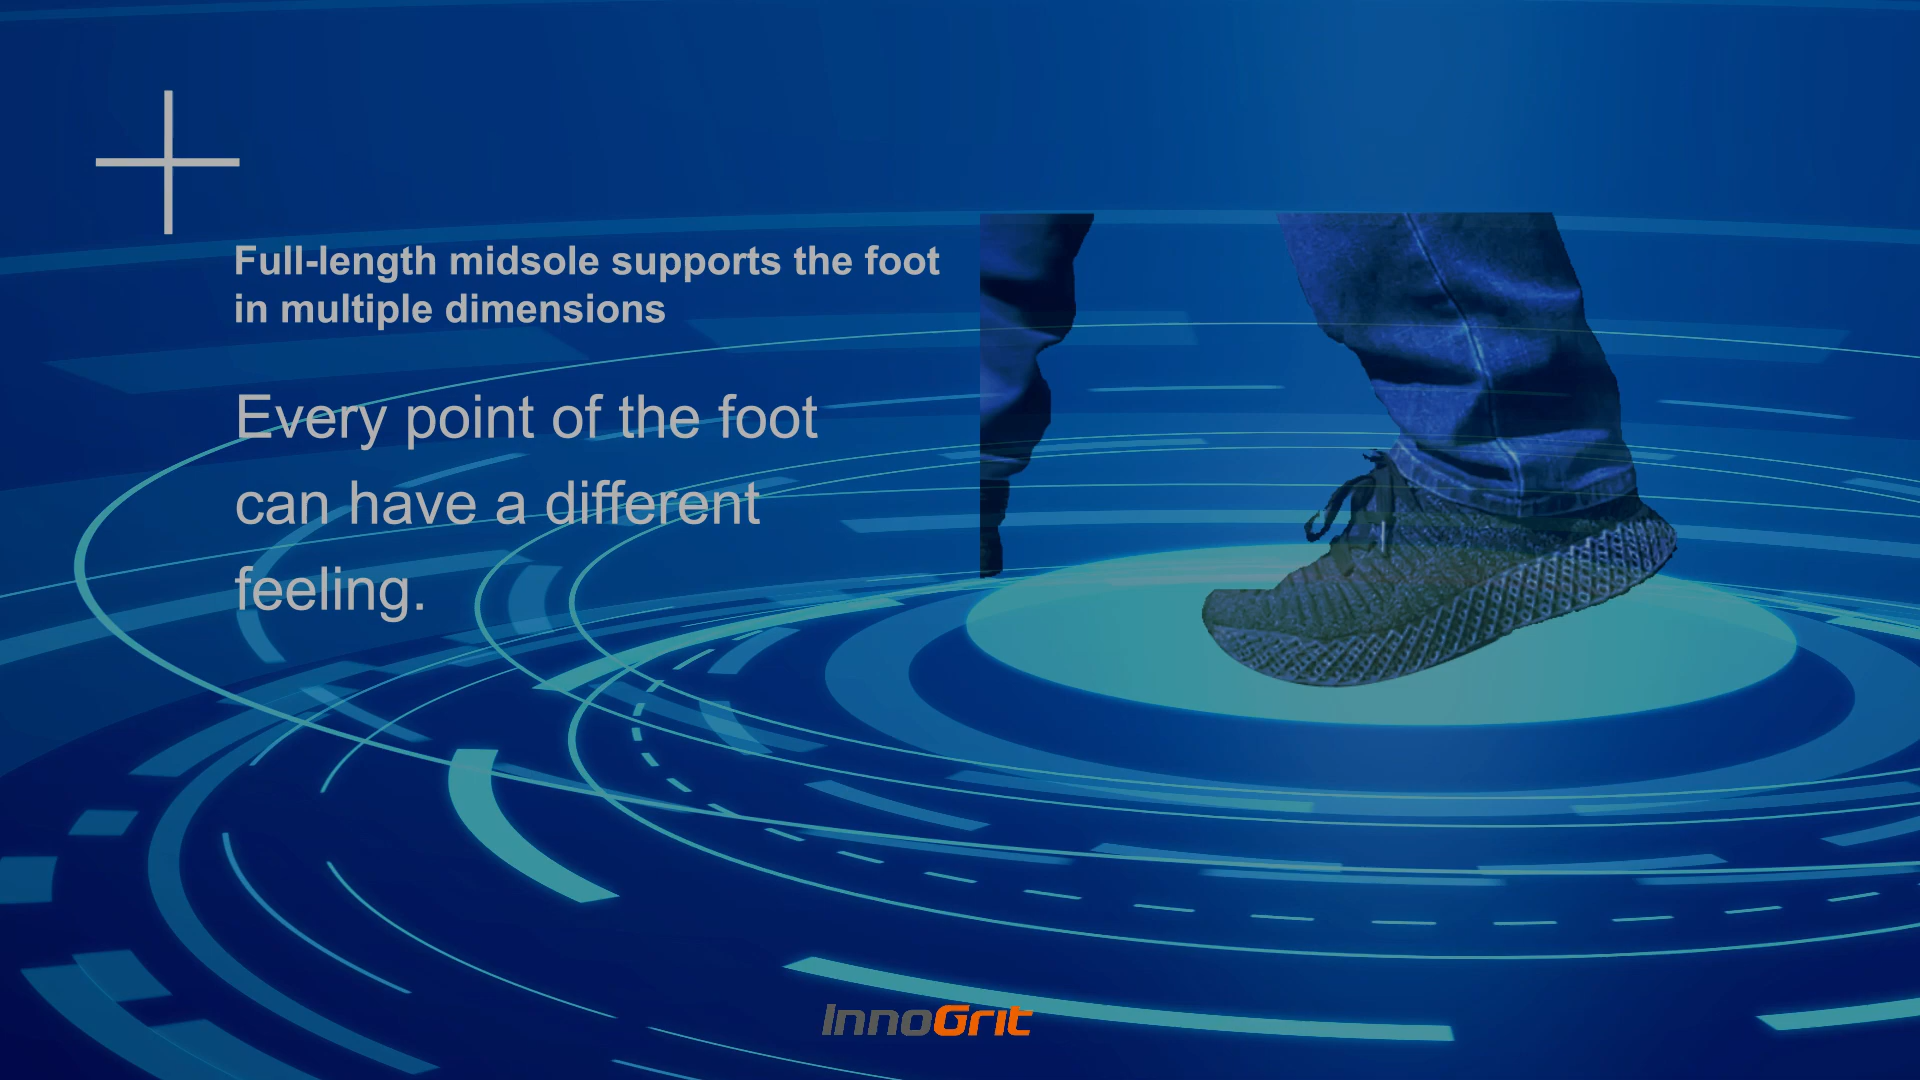 Full-length midsole supports the foot
in multiple dimensions
Every point of the foot
can have a different
feeling.
InnoGrit